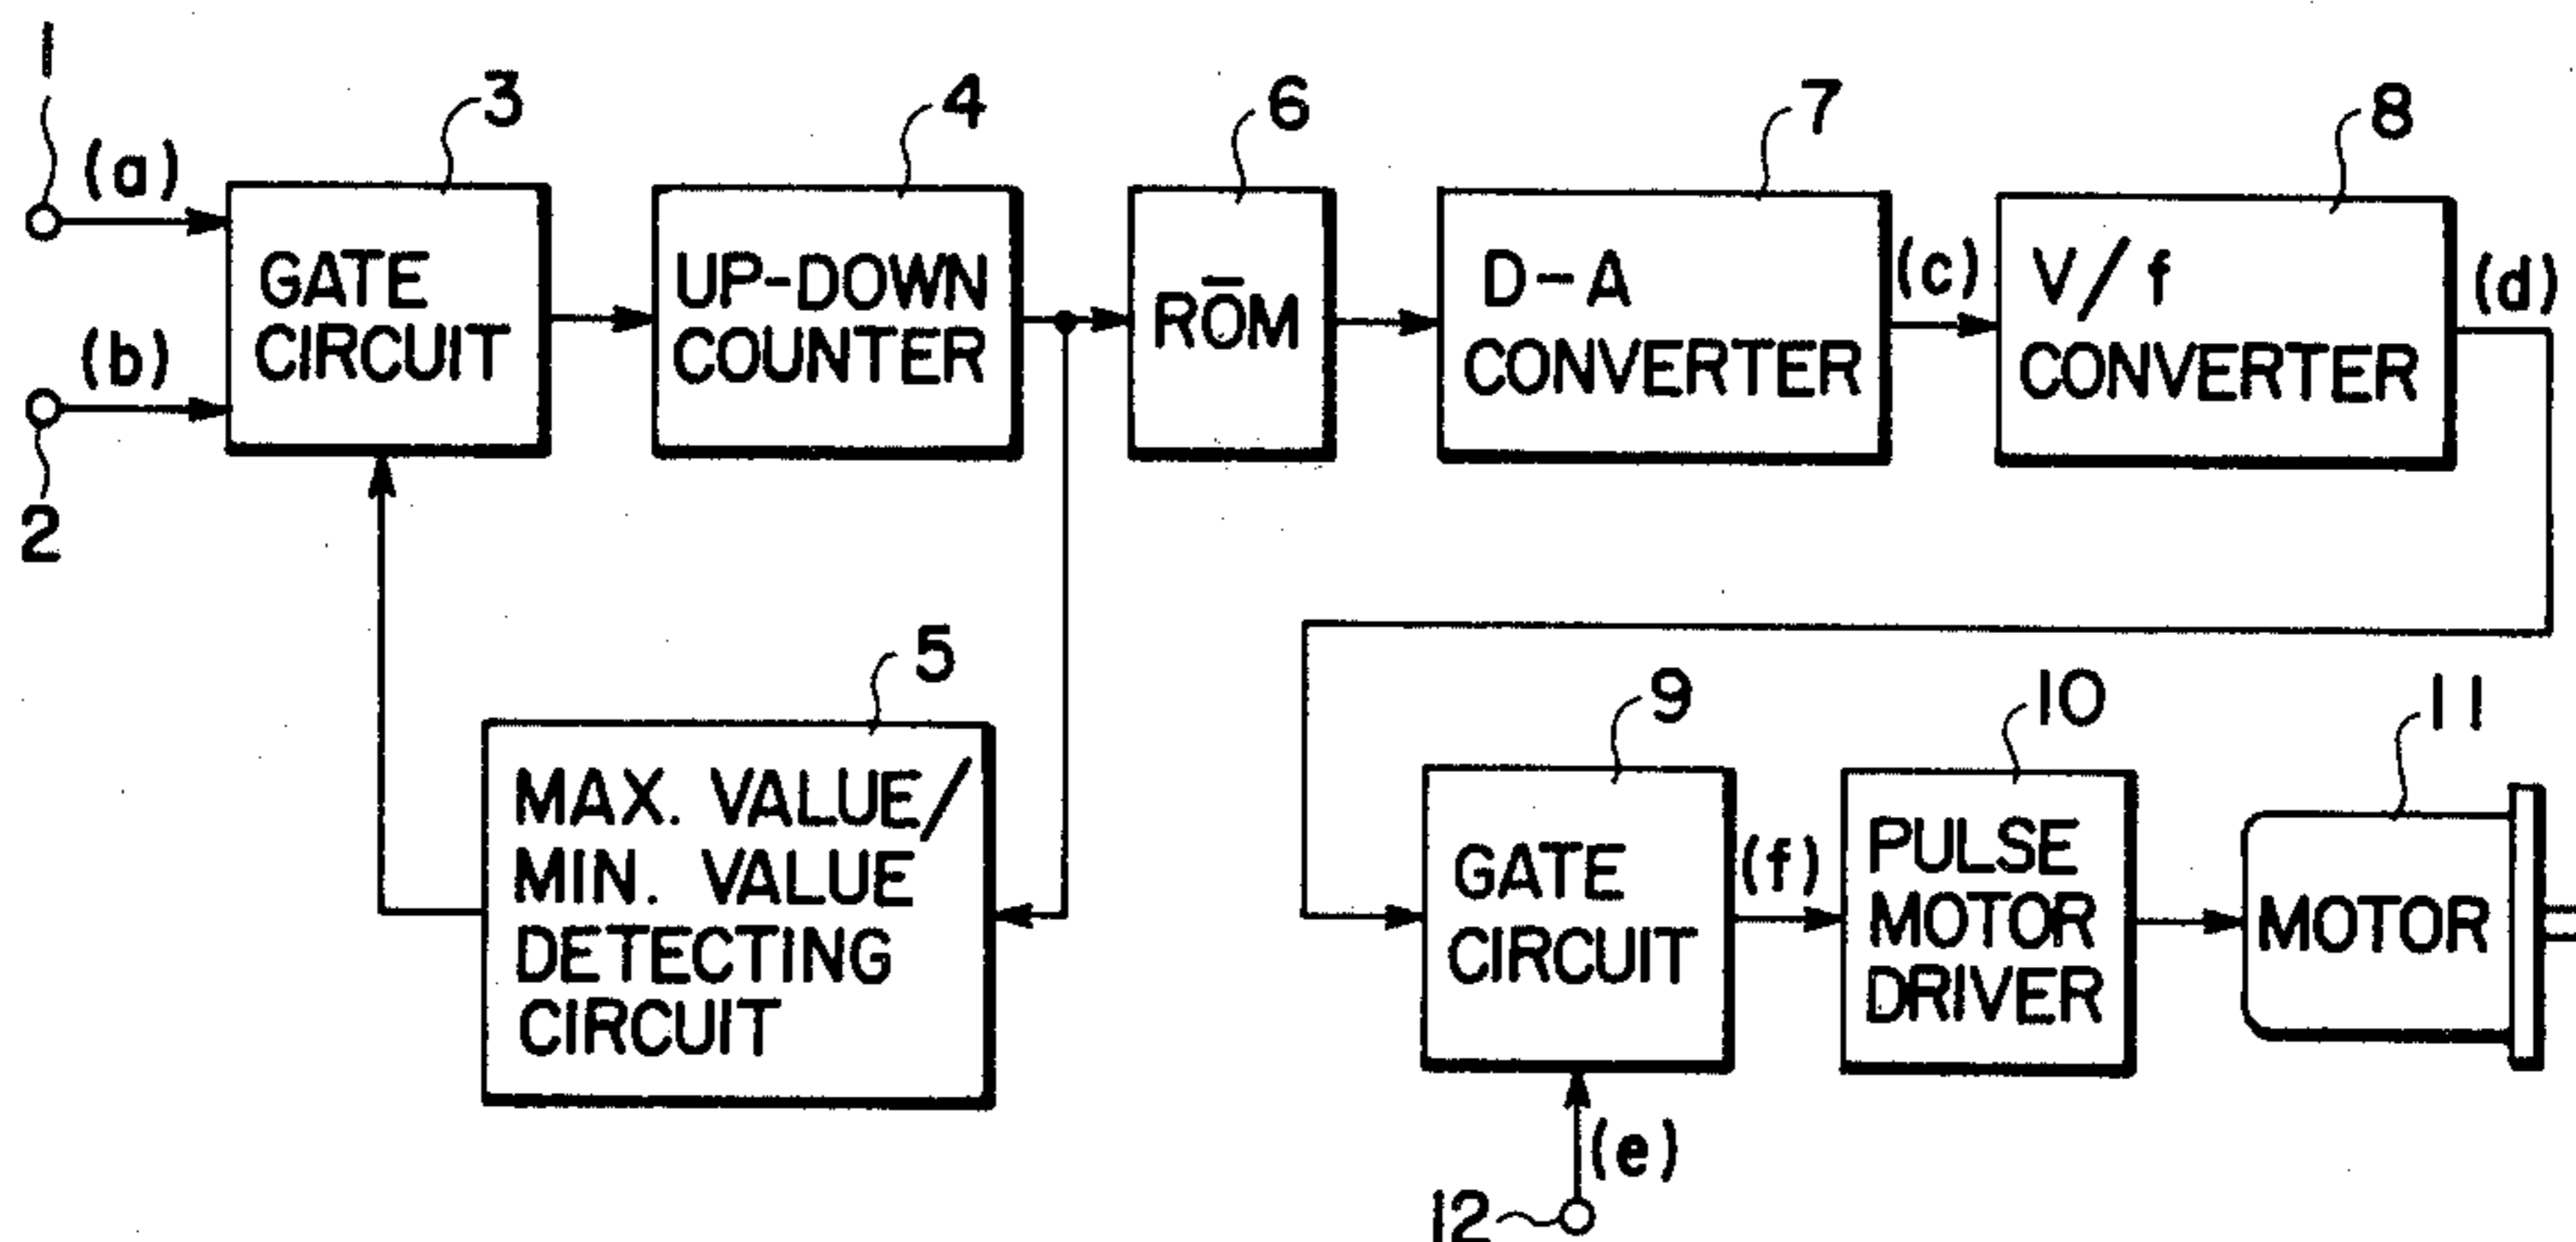 1
(a)
(b)
2
3
GATE
CIRCUIT
4
UP-DOWN
COUNTER
6
RŌM
7
D-A
CONVERTER
(c)
8
V/f
CONVERTER
(d)
5
MAX. VALUE/
MIN. VALUE
DETECTING
CIRCUIT
9
GATE
CIRCUIT
(e)
12
(f)
10
PULSE
MOTOR
DRIVER
11
MOTOR